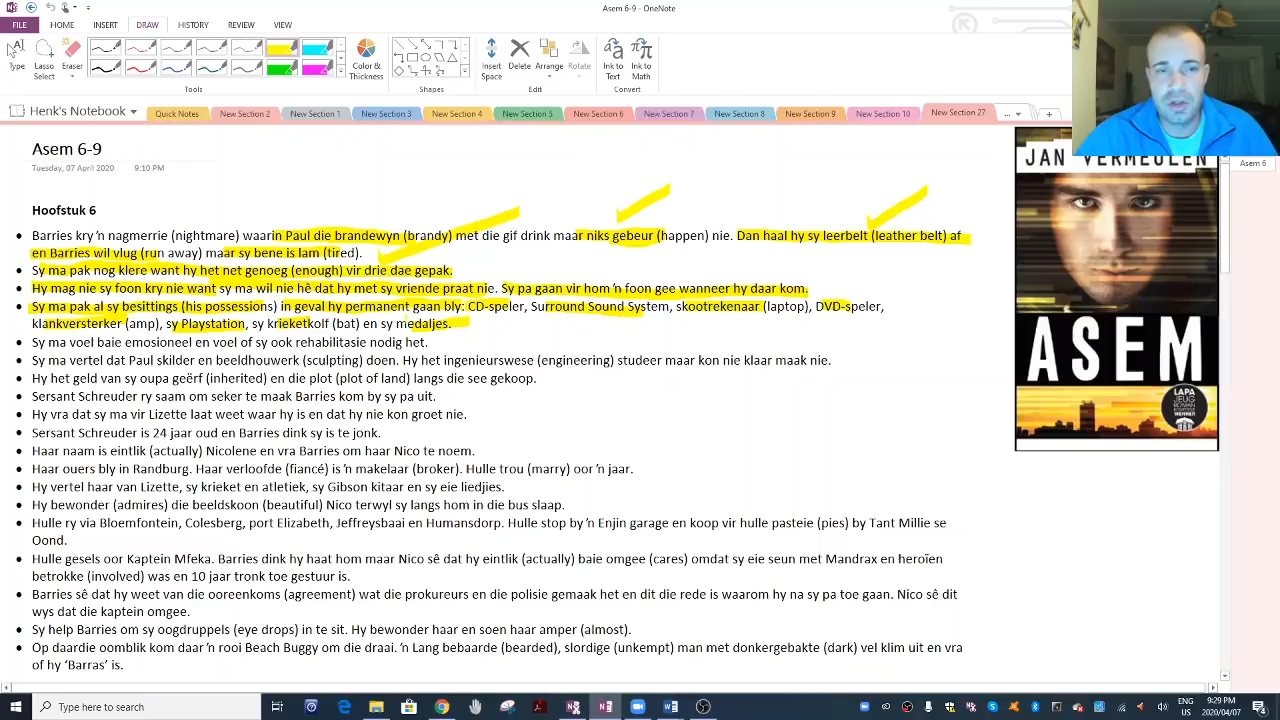 Asem 6-9 - OneNote
FILE HOME INSERT DRAW HISTORY REVIEW VIEW
Type Lasso Select Eraser Color & Thickness Insert Space Delete Arrange Rotate Ink to Text Ink to Math
Tools Shapes Edit Convert
Henk's Notebook Quick Notes New Section 1 New Section 2 New Section 3 New Section 4 New Section 5 New Section 6 New Section 7 New Section 8 New Section 9 New Section 10 New Section 27 ...
Asem 6-9
Tuesday, 07 April 2020 9:10 PM
Hoofstuk 6
Barries kry 'n nagmerrie (nightmare) waarin Paul die brandewyn (brandy) met die gif drink maar niks gebeur (happen) nie. Dan haal hy sy leerbelt (leather belt) af
en Barries wil vlug (run away) maar sy bene is lam (tired).
Sy ma pak nog klere want hy het net genoeg (enough) vir drie dae gepak.
Hy mag nie sy foon kry nie want sy ma wil nie hê dat hy met sy vriende praat nie. Sy pa gaan vir hom 'n foon gee wanneer hy daar kom.
Sy ma pak al sy besittings (his possessions) in geval hy permanent gaan bly: CD-speler, Surround Sound System, skootrekenaar (laptop), DVD-speler,
klankversterker (amp), sy Playstation, sy krieketkolf (bat) en sy medaljes.
Sy ma voel baie emosioneel en voel of sy ook rehabilitasie nodig het.
Sy ma vertel dat Paul skilder en beeldhouwerk (sculpting) doen. Hy het ingenieurswese (engineering) studeer maar kon nie klaar maak nie.
Hy het geld van sy oupa geërf (inherited) en die plot (plot of land) langs die see gekoop.
Sersant Schreuder ry saam om seker te maak Barries kom by sy pa uit.
Hy vra dat sy ma vir Lizette laat weet waar hy is en dat hy nie kon groet nie.
Sersant Schreuder is 24 jaar oud en Barries dink sy is te jonk.
Haar naam is eintlik (actually) Nicolene en vra Barries om haar Nico te noem.
Haar ouers bly in Randburg. Haar verloofde (fiancé) is 'n makelaar (broker). Hulle trou (marry) oor 'n jaar.
Hy vertel haar van Lizette, sy krieket en atletiek, sy Gibson kitaar en sy eie liedjies.
Hy bewonder (admires) die beeldskoon (beautiful) Nico terwyl sy langs hom in die bus slaap.
Hulle ry via Bloemfontein, Colesberg, port Elizabeth, Jeffreysbaai en Humansdorp. Hulle stop by 'n Enjin garage en koop vir hulle pasteie (pies) by Tant Millie se
Oond.
Hulle gesels oor Kaptein Mfeka. Barries dink hy haat hom maar Nico sê dat hy eintlik (actually) baie omgee (cares) omdat sy eie seun met Mandrax en heroïen
betrokke (involved) was en 10 jaar tronk toe gestuur is.
Barries sê dat hy weet van die ooreenkoms (agreement) wat die prokureurs en die polisie gemaak het en dit die rede is waarom hy na sy pa toe gaan. Nico sê dit
wys dat die kaptein omgee.
Sy help Barries om sy oogdruppels (eye drops) in te sit. Hy bewonder haar en soen haar amper (almost).
Op daardie oomblik kom daar 'n rooi Beach Buggy om die draai. 'n Lang bebaarde (bearded), slordige (unkempt) man met donkergebakte (dark) vel klim uit en vra
of hy 'Barras' is.
JAN VERMEULEN
ASEM
LAPA
JEUG
ROMAN
WENNER
Asem 6
Type here to search
ENG
US
9:29 PM
2020/04/07